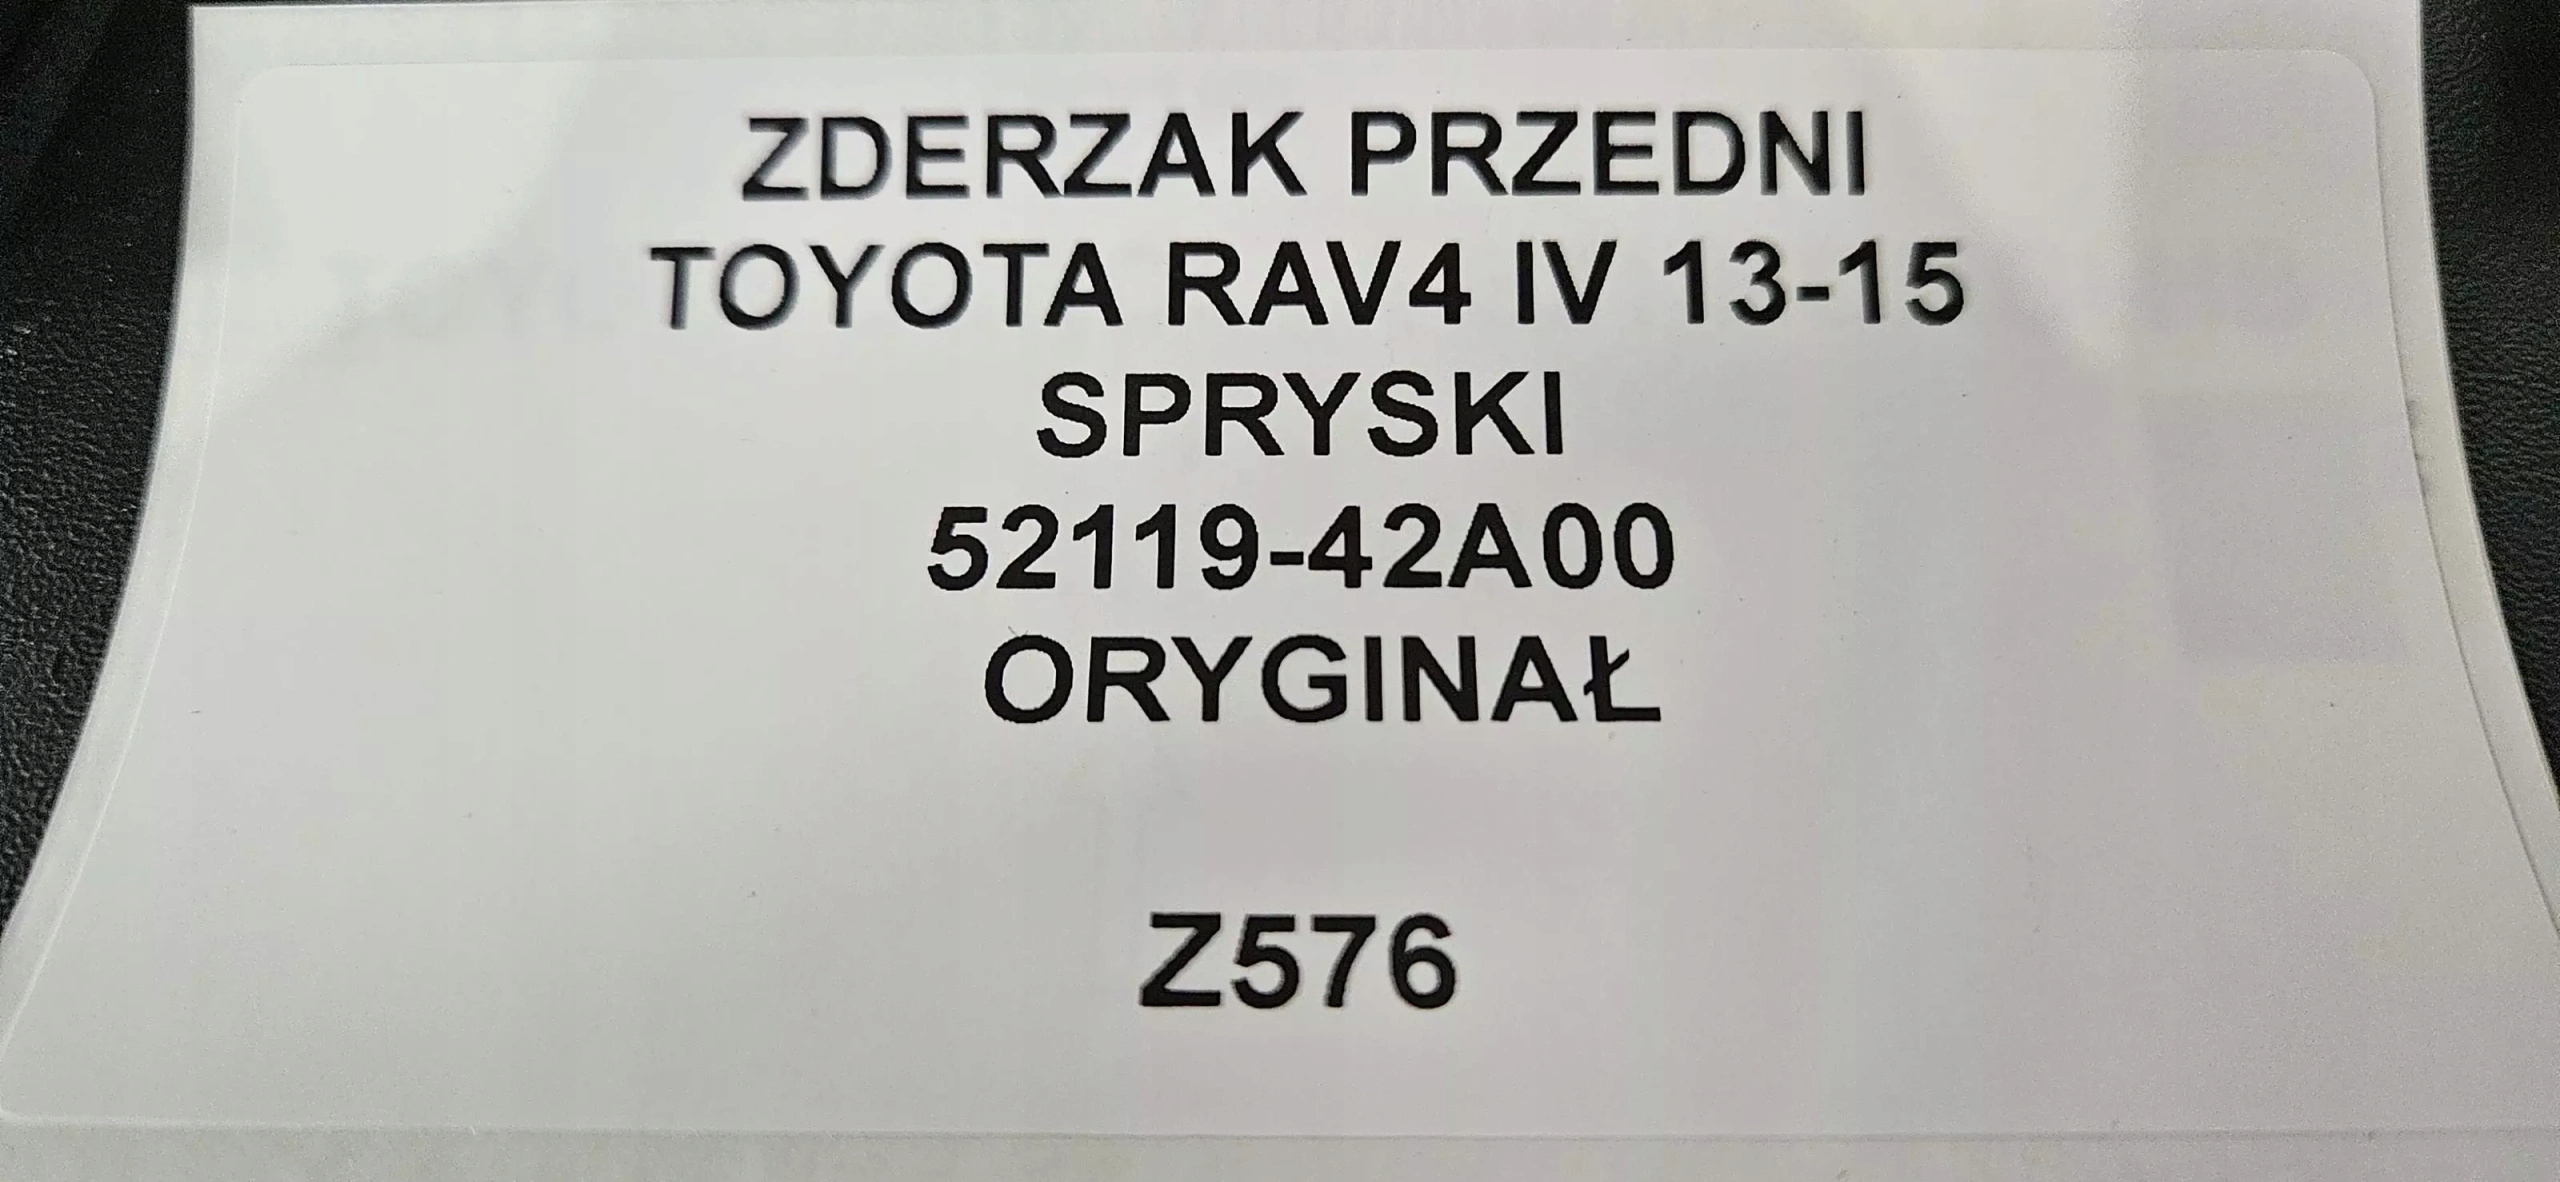 ZDERZAK PRZEDNI
TOYOTA RAV4 IV 13-15
SPRYSKI
52119-42A00
ORYGINAŁ
Z576